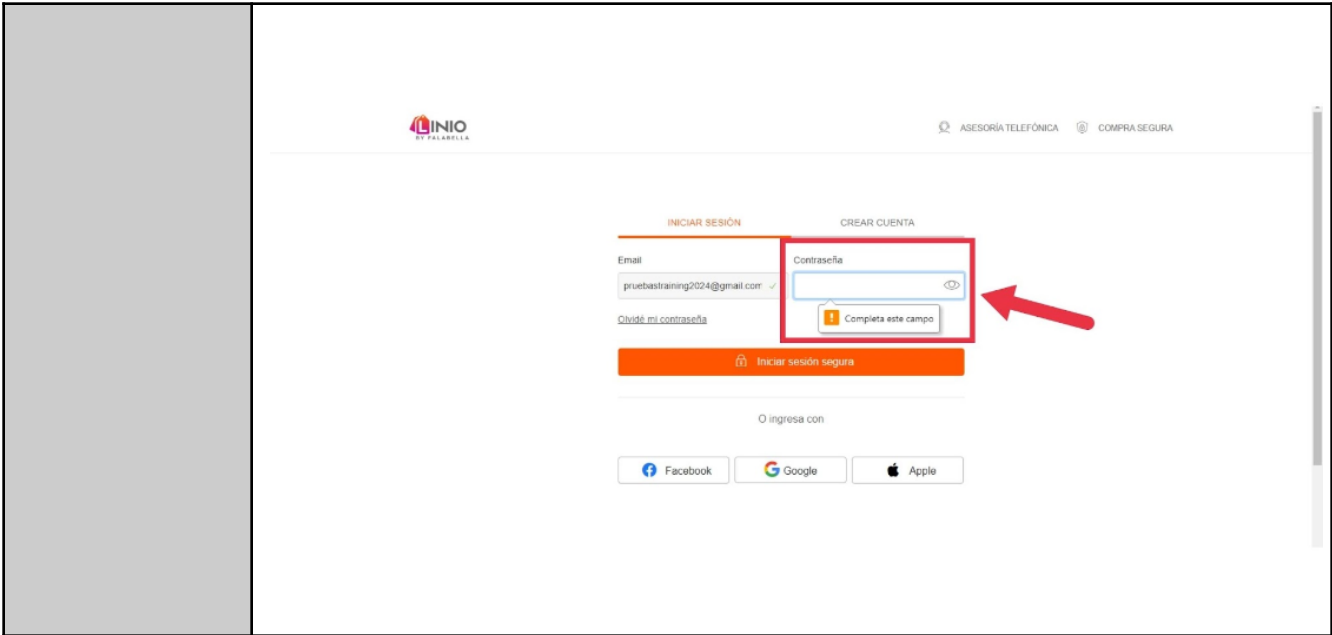 LINIO
BY FALABELLA
ASESORÍA TELEFÓNICA COMPRA SEGURA
INICIAR SESIÓN CREAR CUENTA
Email Contraseña
pruebastraining2024@gmail.com
Olvidé mi contraseña
! Completa este campo
Iniciar sesión segura
O ingresa con
Facebook Google Apple